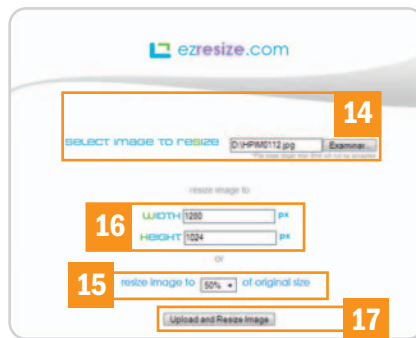 ezresize.com
14
select image to resize D:\HPIM0112.jpg Examinar...
resize image to
16
WIDTH 1280 px
HEIGHT 1024 px
or
15
resize image to 50% of original size
Upload and Resize Image
17